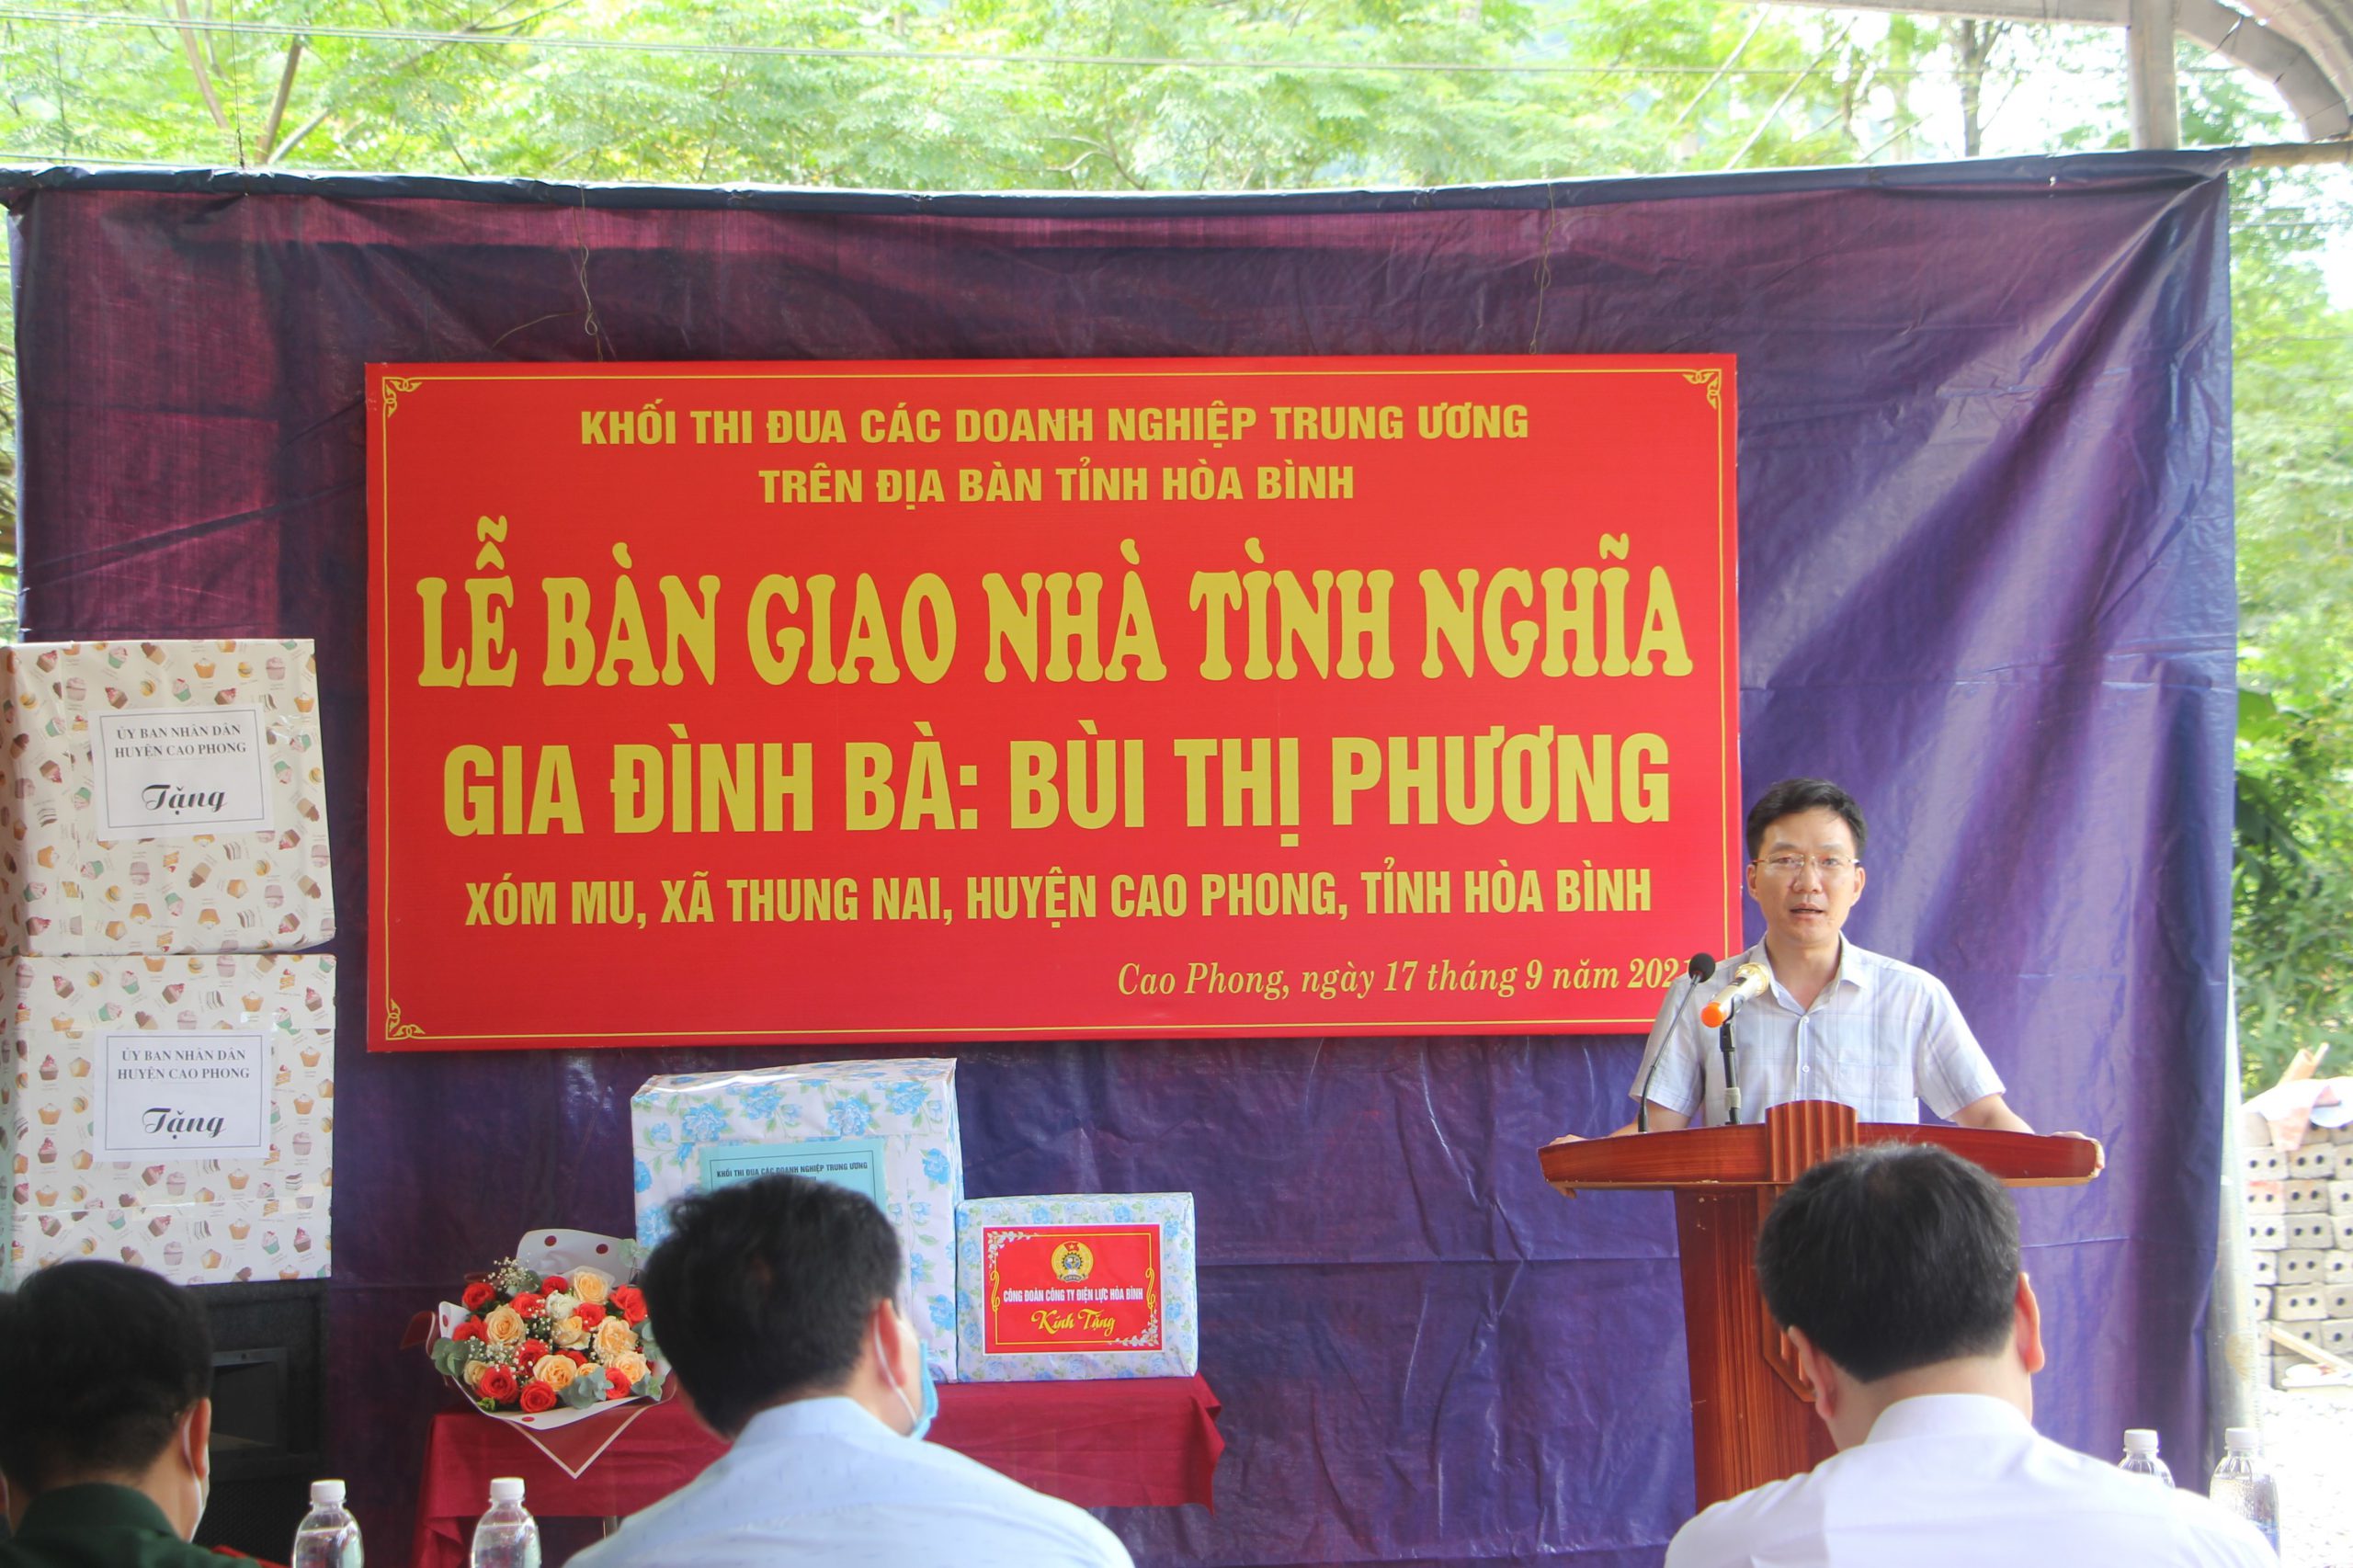 KHỐI THI ĐUA CÁC DOANH NGHIỆP TRUNG ƯƠNG
TRÊN ĐỊA BÀN TỈNH HÒA BÌNH
LỄ BÀN GIAO NHÀ TÌNH NGHĨA
GIA ĐÌNH BÀ: BÙI THỊ PHƯƠNG
XÓM MU, XÃ THUNG NAI, HUYỆN CAO PHONG, TỈNH HÒA BÌNH
Cao Phong, ngày 17 tháng 9 năm 2021
ỦY BAN NHÂN DÂN
HUYỆN CAO PHONG
Tặng
ỦY BAN NHÂN DÂN
HUYỆN CAO PHONG
Tặng
KHỐI THI ĐUA CÁC DOANH NGHIỆP TRUNG ƯƠNG
CÔNG ĐOÀN CÔNG TY ĐIỆN LỰC HÒA BÌNH
Kính Tặng